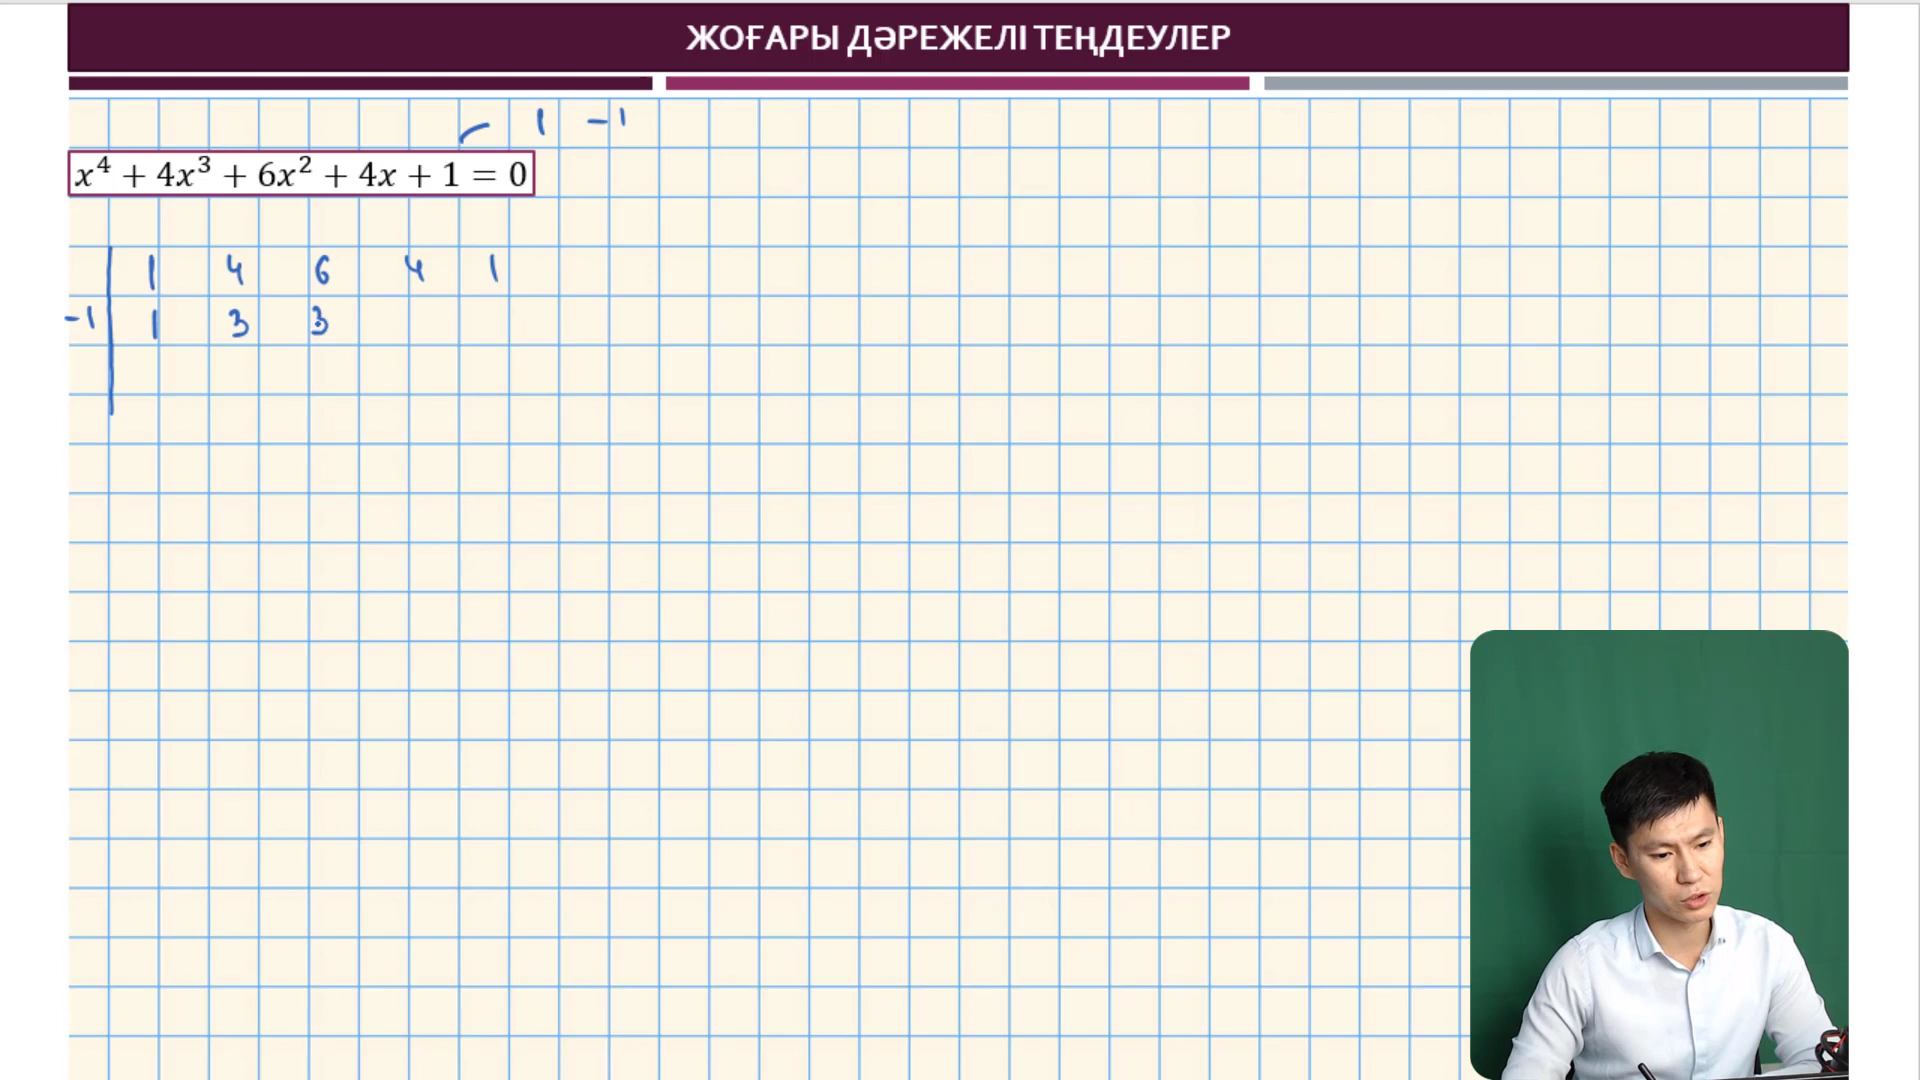 ЖОҒАРЫ ДӘРЕЖЕЛІ ТЕҢДЕУЛЕР
1 -1
x⁴ + 4x³ + 6x² + 4x + 1 = 0
1 4 6 4 1
-1 1 3 3